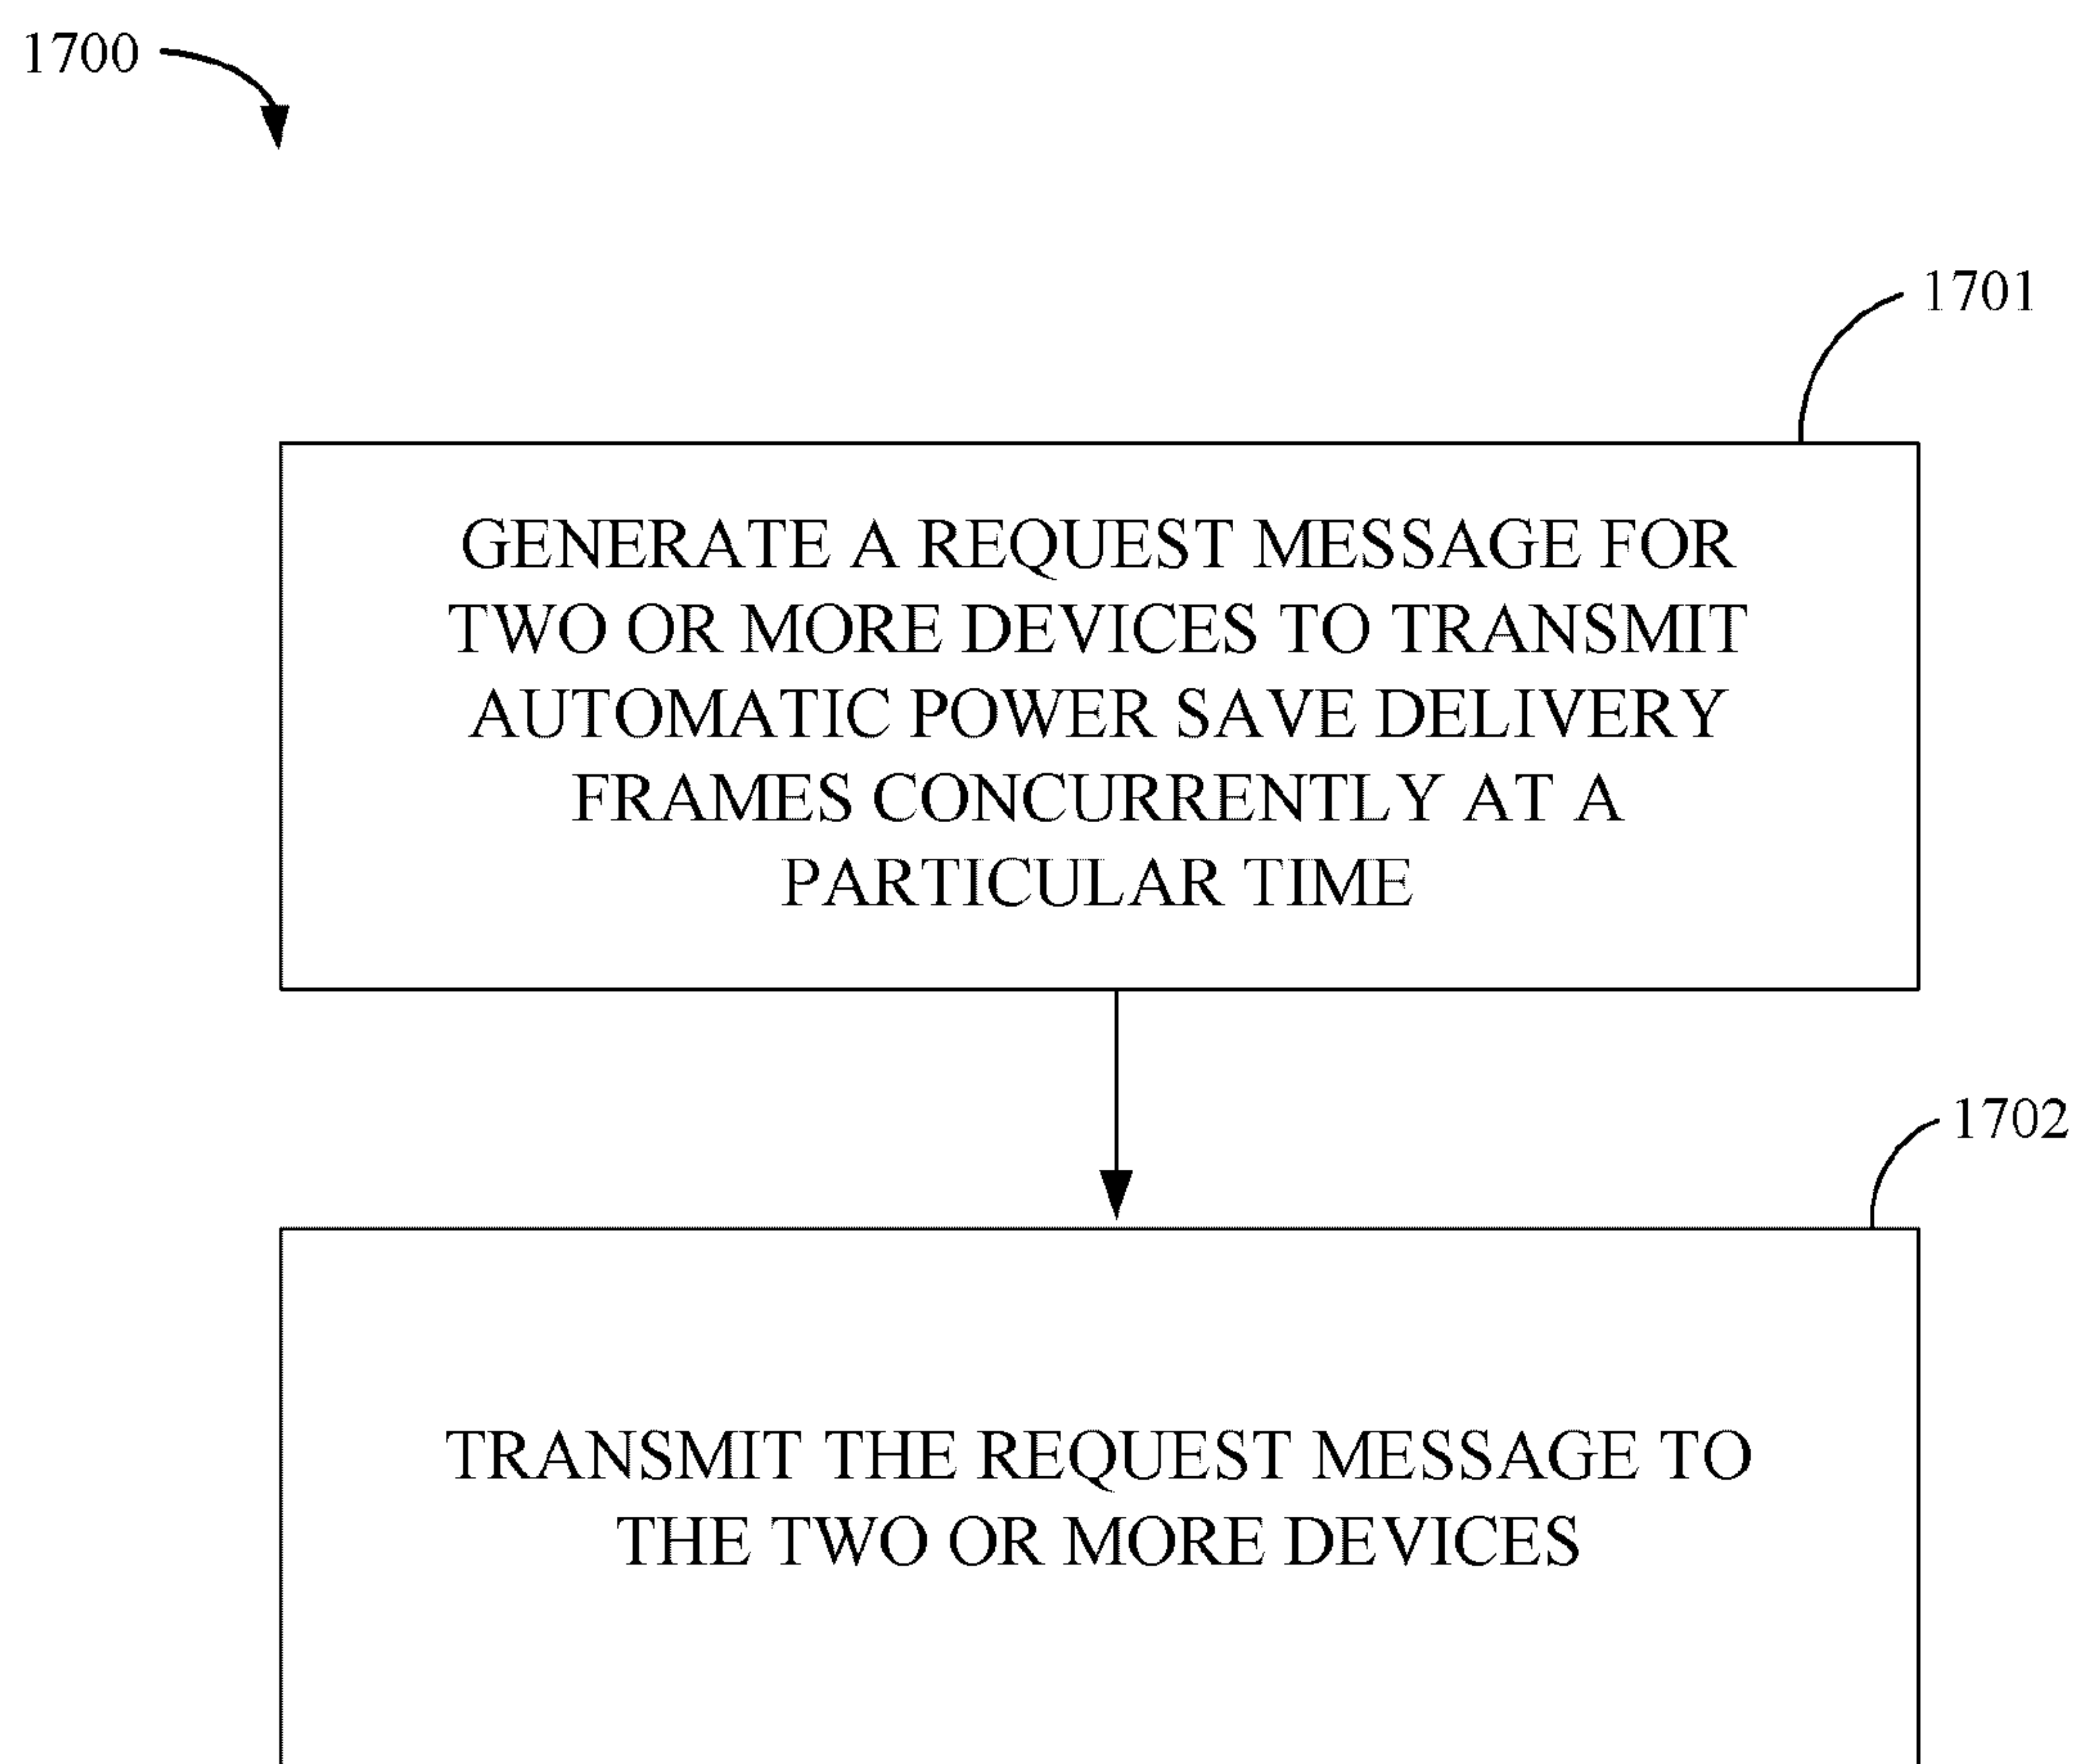 1700
1701
GENERATE A REQUEST MESSAGE FOR
TWO OR MORE DEVICES TO TRANSMIT
AUTOMATIC POWER SAVE DELIVERY
FRAMES CONCURRENTLY AT A
PARTICULAR TIME
1702
TRANSMIT THE REQUEST MESSAGE TO
THE TWO OR MORE DEVICES